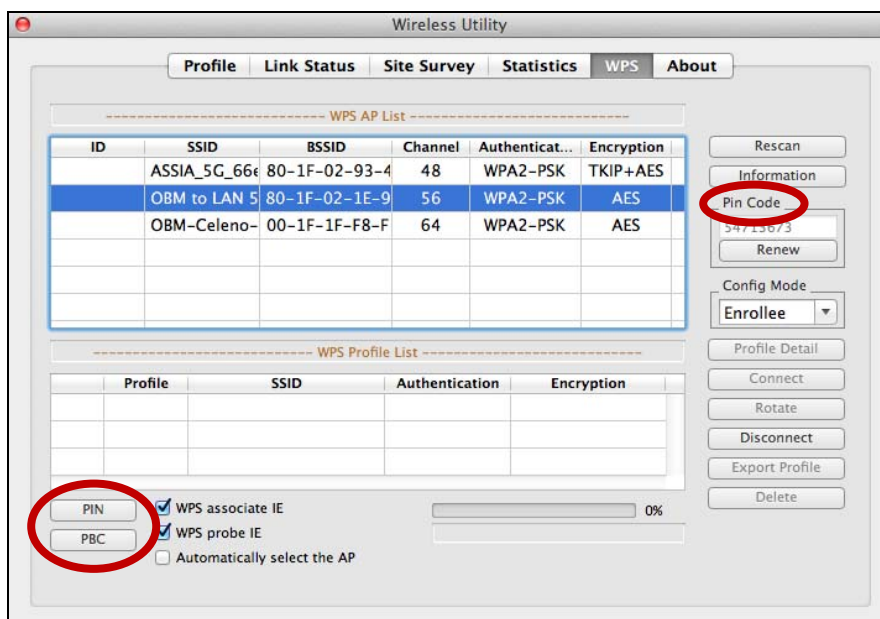 Wireless Utility
Profile Link Status Site Survey Statistics WPS About
------------------------- WPS AP List -------------------------
ID SSID BSSID Channel Authenticat... Encryption
ASSIA_5G_66e 80-1F-02-93-4 48 WPA2-PSK TKIP+AES
OBM to LAN 5 80-1F-02-1E-9 56 WPA2-PSK AES
OBM-Celeno- 00-1F-1F-F8-F 64 WPA2-PSK AES
Rescan
Information
Pin Code
54715673
Renew
Config Mode
Enrollee
------------------------- WPS Profile List -------------------------
Profile SSID Authentication Encryption
Profile Detail
Connect
Rotate
Disconnect
Export Profile
Delete
PIN
PBC
WPS associate IE
WPS probe IE
Automatically select the AP
0%